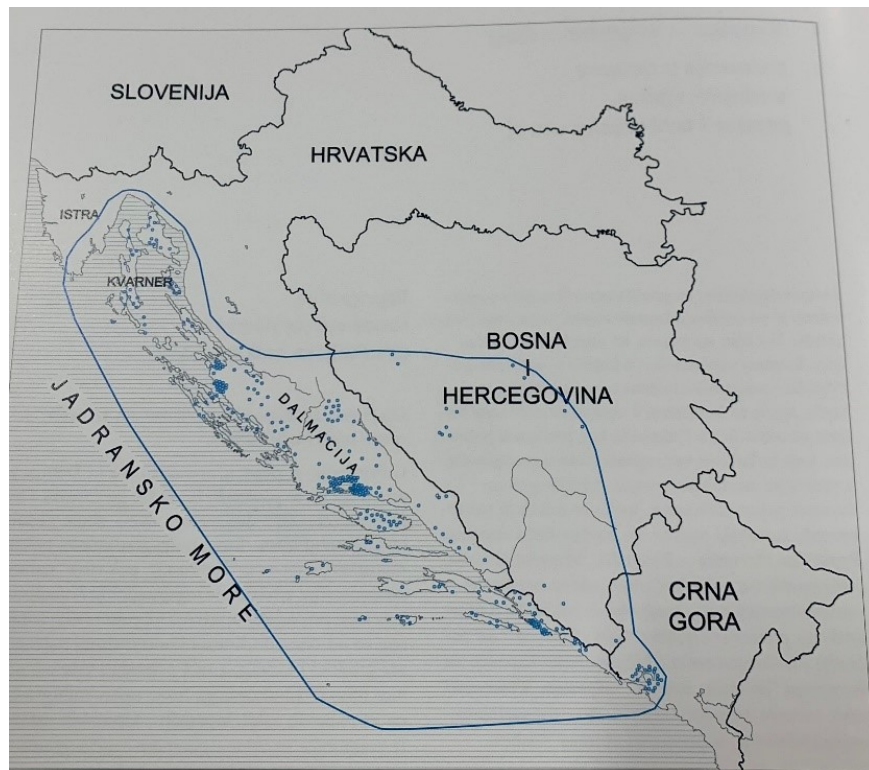 SLOVENIJA
HRVATSKA
ISTRA
KVARNER
BOSNA
I
HERCEGOVINA
DALMACIJA
JADRANSKO MORE
CRNA
GORA